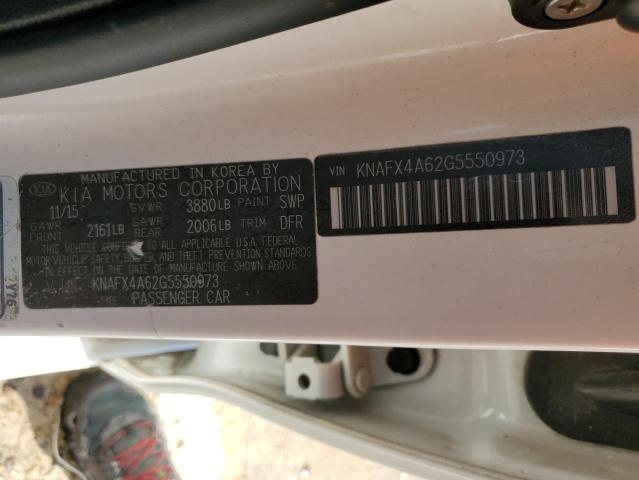 MANUFACTURED IN KOREA BY
KIA KIA MOTORS CORPORATION
11/15 GVWR 3880LB PAINT SWP
GAWR FRONT 2161LB GAWR REAR 2006LB TRIM DFR
THIS VEHICLE CONFORMS TO ALL APPLICABLE U.S. FEDERAL
MOTOR VEHICLE SAFETY, BUMPER, AND THEFT PREVENTION STANDARDS
IN EFFECT ON THE DATE OF MANUFACTURE SHOWN ABOVE.
V.I.N KNAFX4A62G5550973
TYPE PASSENGER CAR
VIN KNAFX4A62G5550973